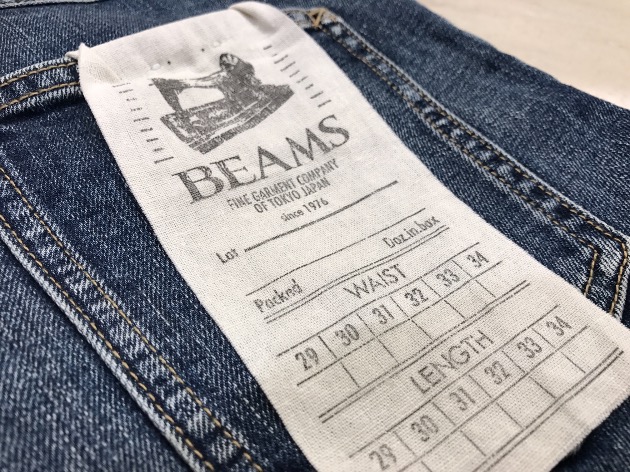 BEAMS
FINE GARMENT COMPANY
OF TOKYO JAPAN
since 1976
Lot
Packed Doz.in.box
WAIST
29 30 31 32 33 34
LENGTH
29 30 31 32 33 34